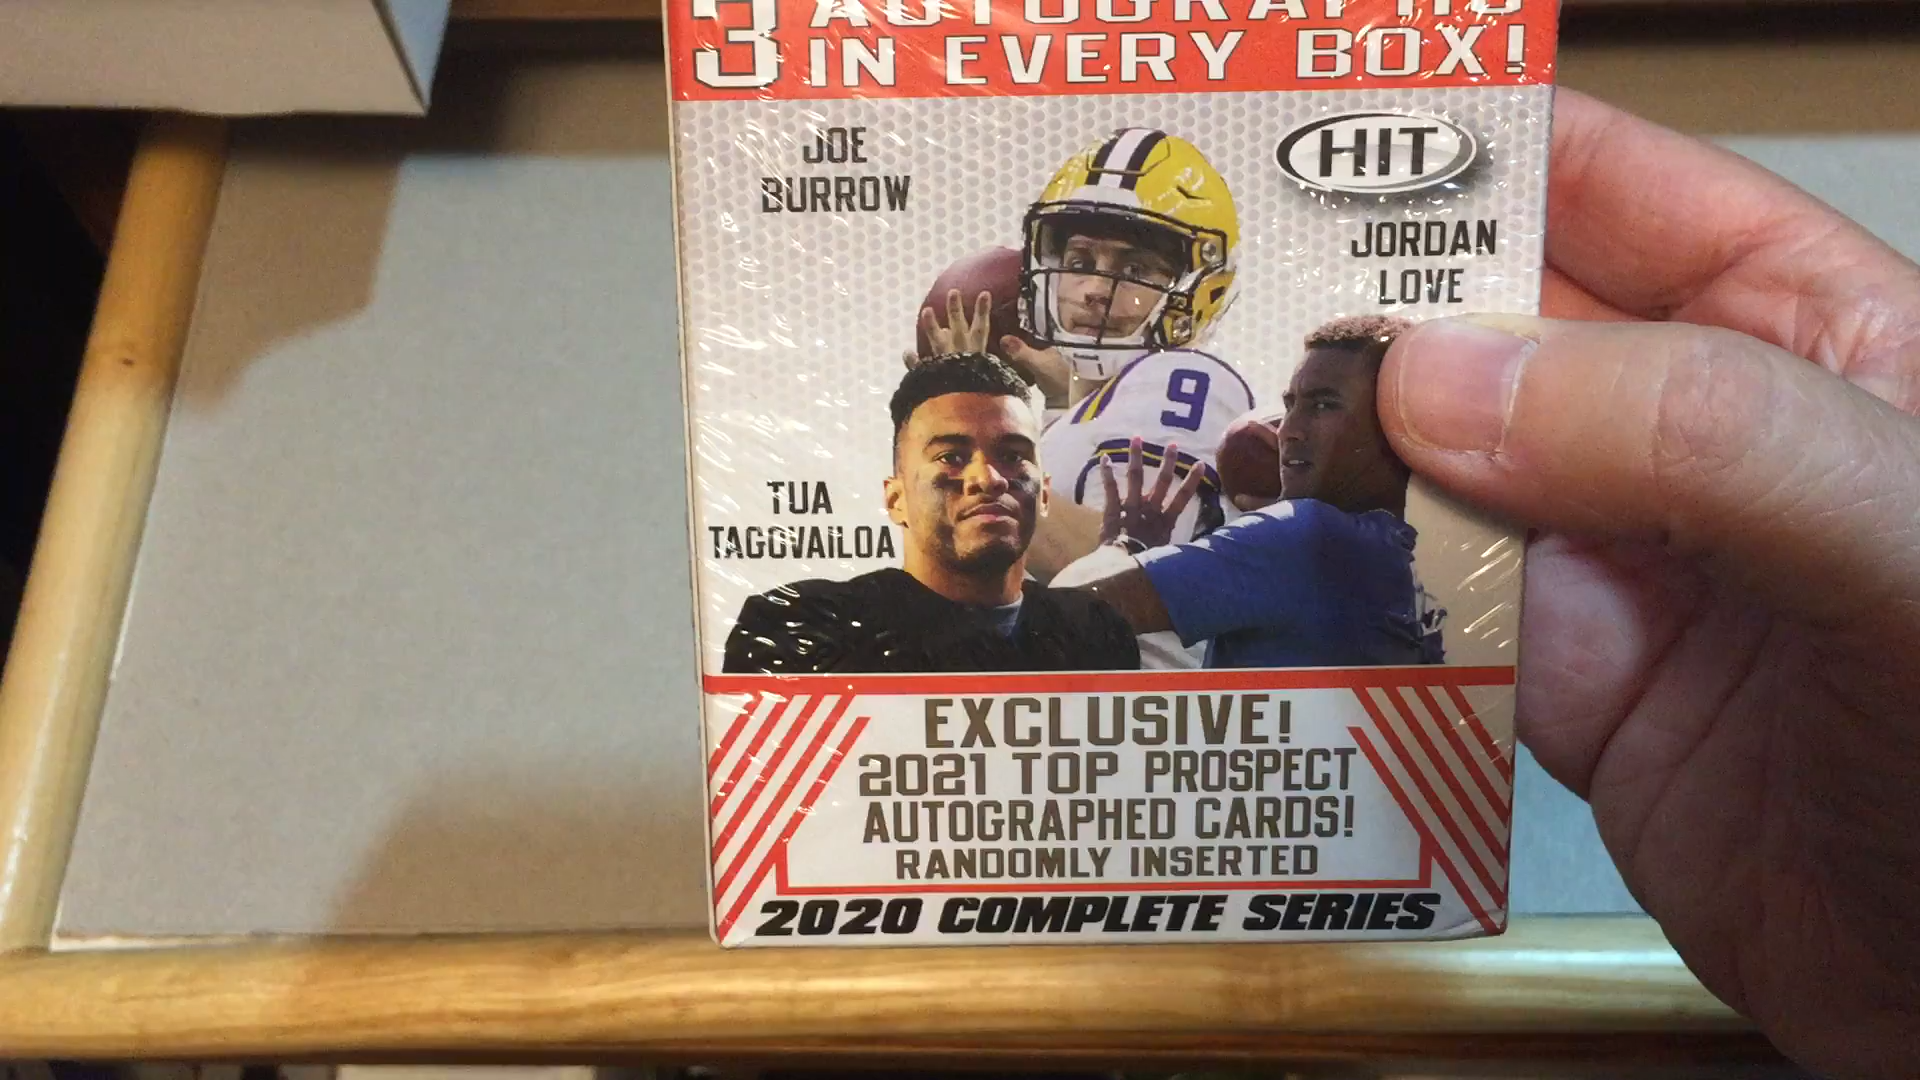 3 AUTOGRAPHS
IN EVERY BOX!
JOE
BURROW
HIT
JORDAN
LOVE
9
TUA
TAGOVAILOA
EXCLUSIVE!
2021 TOP PROSPECT
AUTOGRAPHED CARDS!
RANDOMLY INSERTED
2020 COMPLETE SERIES